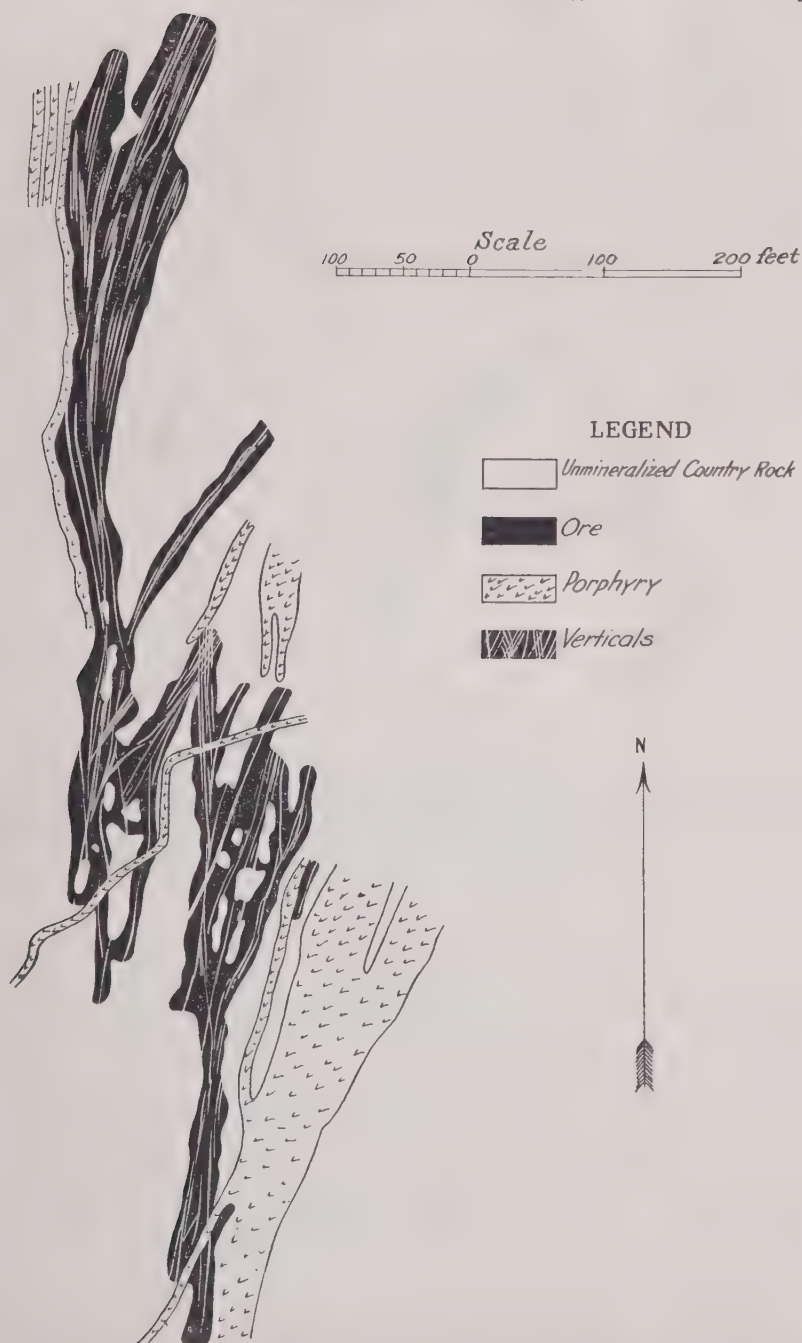 Scale
100 50 0 100 200 feet
LEGEND
Unmineralized Country Rock
Ore
Porphyry
Verticals
N